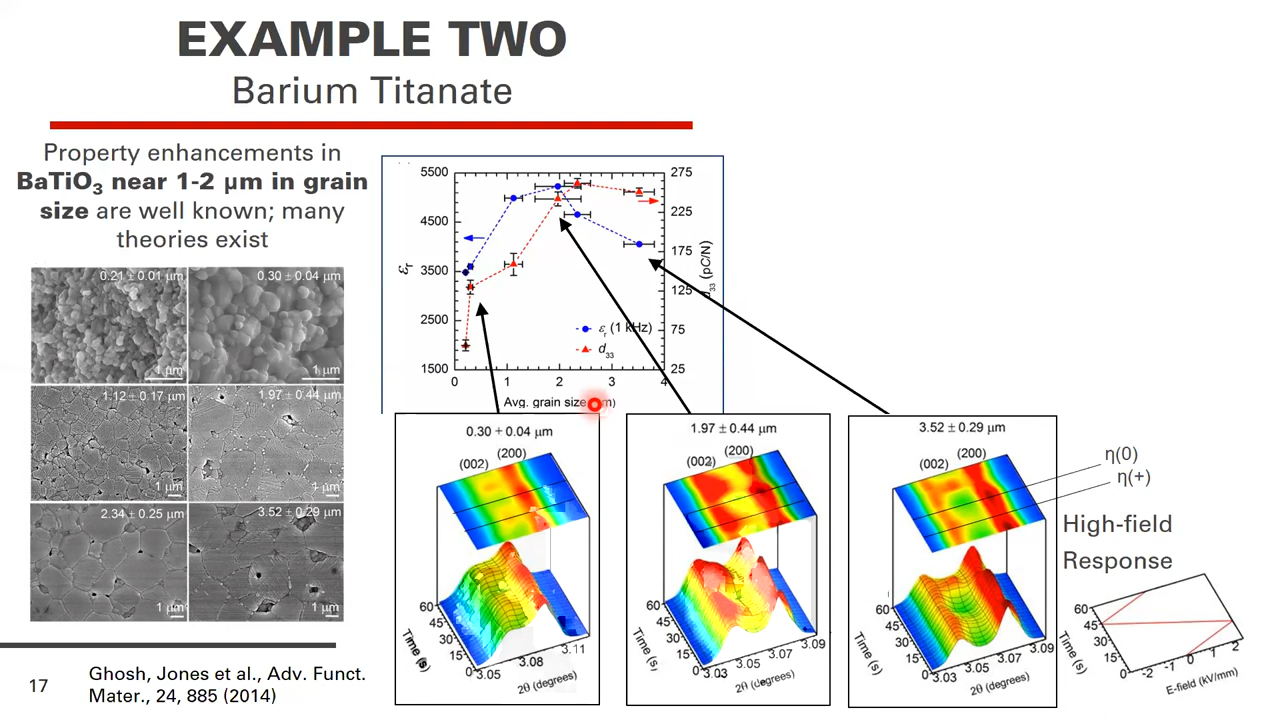 EXAMPLE TWO
Barium Titanate
Property enhancements in
BaTiO3 near 1-2 µm in grain
size are well known; many
theories exist
0.21 ± 0.01 µm
0.30 ± 0.04 µm
1 µm
1 µm
1.12 ± 0.17 µm
1.97 ± 0.44 µm
1 µm
1 µm
2.34 ± 0.25 µm
3.52 ± 0.29 µm
1 µm
1 µm
5500
4500
3500
2500
1500
εr
275
225
175
125
75
25
d33 (pC/N)
εr (1 kHz)
d33
0 1 2 3 4
Avg. grain size
0.30 ± 0.04 µm
(002) (200)
60
45
30
15
0
Time (s)
3.05 3.08 3.11
2θ (degrees)
1.97 ± 0.44 µm
(002) (200)
60
45
30
15
0
Time (s)
3.03 3.05 3.07 3.09
2θ (degrees)
3.52 ± 0.29 µm
(002) (200)
60
45
30
15
0
Time (s)
3.03 3.05 3.07 3.09
2θ (degrees)
η(0)
η(+)
High-field
Response
60
45
30
15
0
Time (s)
-2 -1 0 1 2
E-field (kV/mm)
17
Ghosh, Jones et al., Adv. Funct.
Mater., 24, 885 (2014)